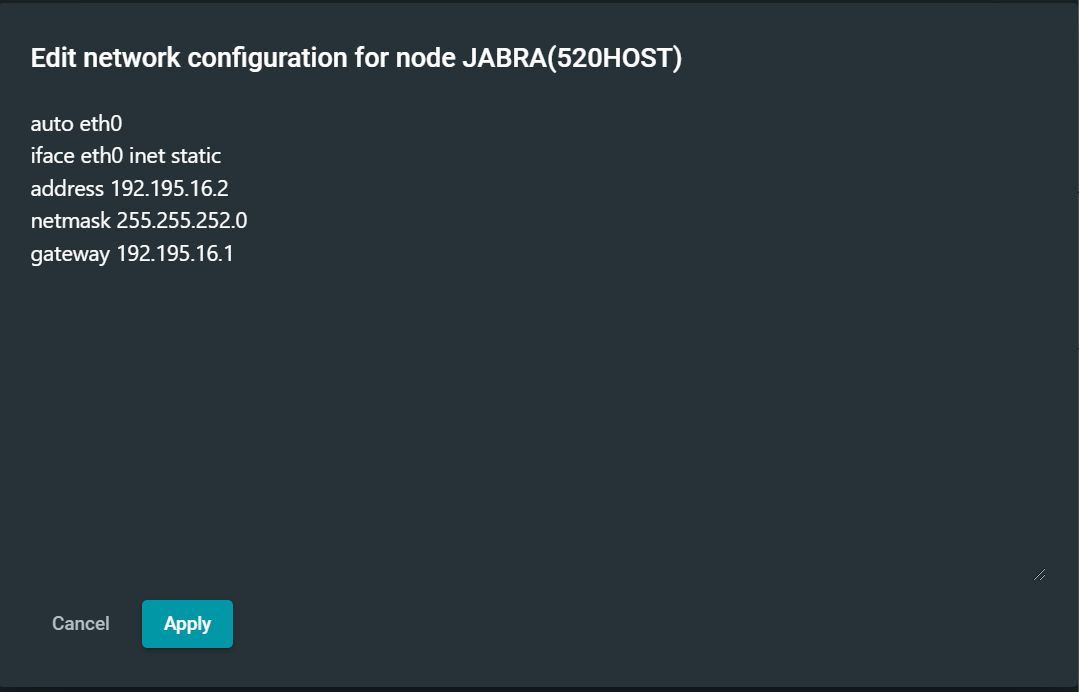 Edit network configuration for node JABRA(520HOST)
auto eth0
iface eth0 inet static
address 192.195.16.2
netmask 255.255.252.0
gateway 192.195.16.1
Cancel
Apply